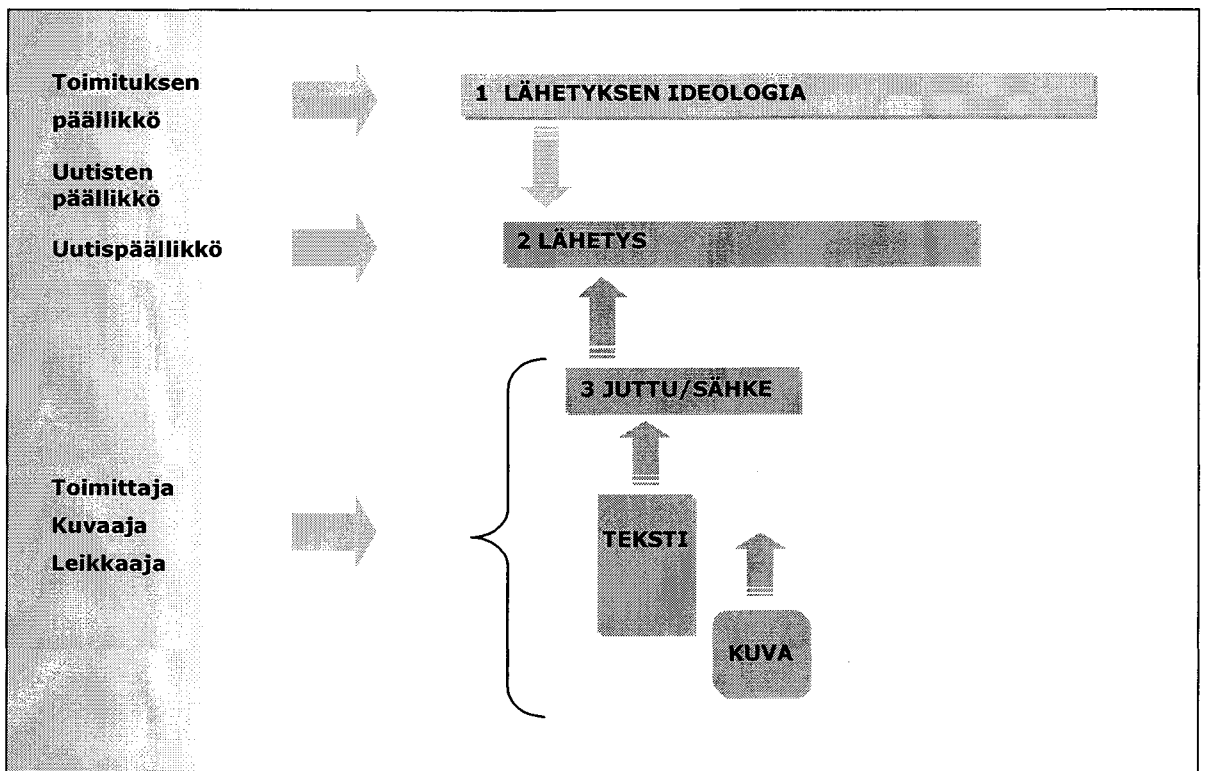 Toimituksen
päällikkö
1 LÄHETYKSEN IDEOLOGIA
Uutisten
päällikkö
Uutispäällikkö
2 LÄHETYS
3 JUTTU/SÄHKE
Toimittaja
Kuvaaja
Leikkaaja
TEKSTI
KUVA